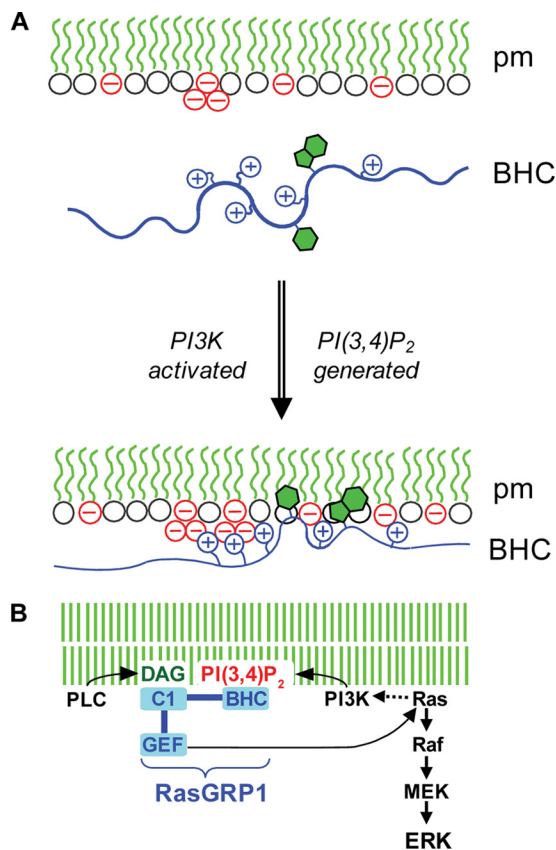 A
pm
BHC
PI3K PI(3,4)P₂
activated generated
pm
BHC
B
DAG PI(3,4)P₂
PLC C1 BHC PI3K Ras
GEF Raf
RasGRP1 MEK
ERK